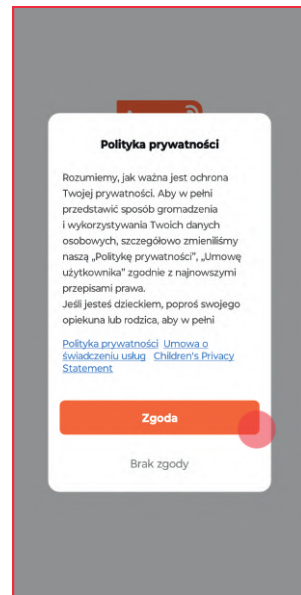 Polityka prywatności
Rozumiemy, jak ważna jest ochrona
Twojej prywatności. Aby w pełni
przedstawić sposób gromadzenia
i wykorzystywania Twoich danych
osobowych, szczegółowo zmieniliśmy
naszą „Politykę prywatności”, „Umowę
użytkownika” zgodnie z najnowszymi
przepisami prawa.
Jeśli jesteś dzieckiem, poproś swojego
opiekuna lub rodzica, aby w pełni
Polityka prywatności Umowa o
świadczeniu usług Children's Privacy
Statement
Zgoda
Brak zgody